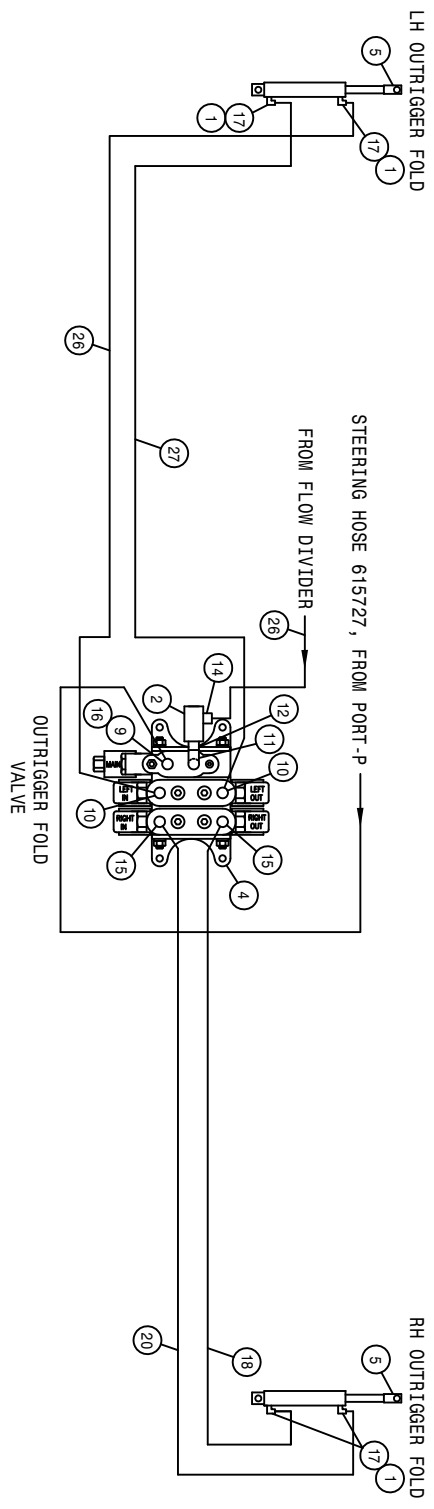 LH OUTRIGGER FOLD
5
17
1
1
17
26
27
STEERING HOSE 615727, FROM PORT-P
FROM FLOW DIVIDER
26
14
2
12
11
16
9
10
MAIN
LEFT
IN
LEFT
OUT
RIGHT
IN
RIGHT
OUT
10
15
15
4
OUTRIGGER FOLD
VALVE
20
18
RH OUTRIGGER FOLD
5
17
1